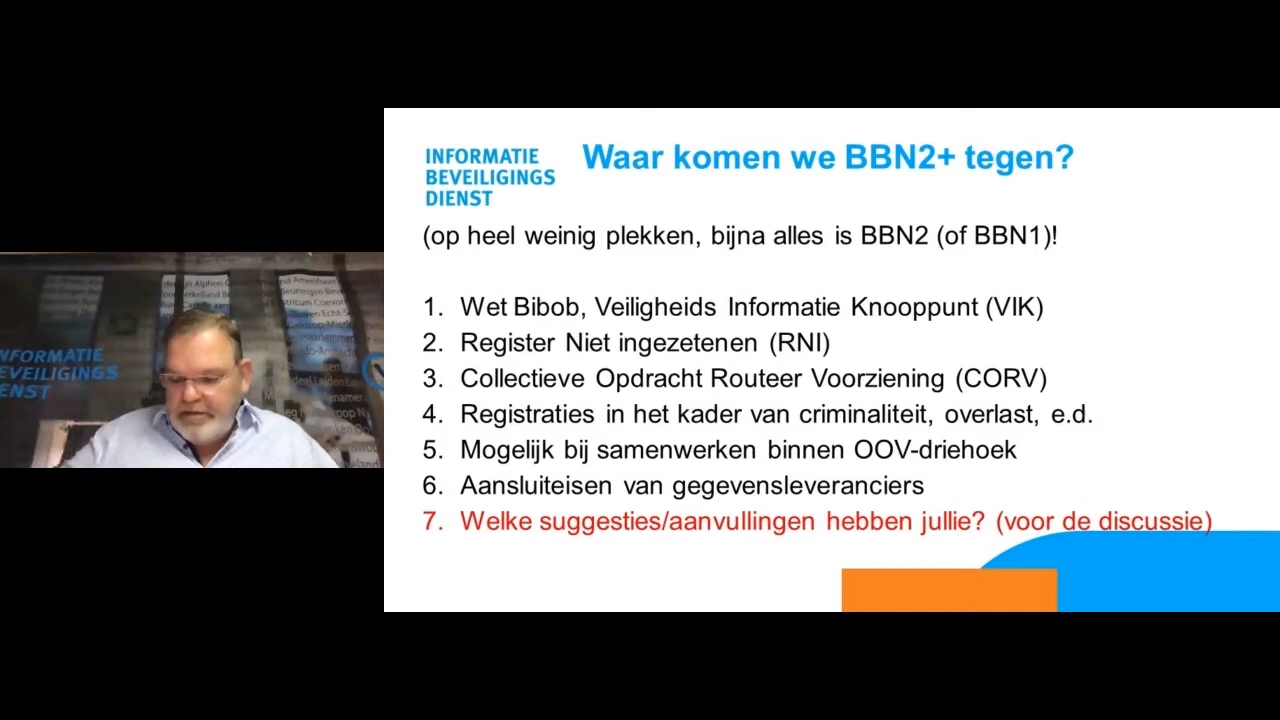 INFORMATIE
BEVEILIGINGS
DIENST
Waar komen we BBN2+ tegen?
(op heel weinig plekken, bijna alles is BBN2 (of BBN1)!
1. Wet Bibob, Veiligheids Informatie Knooppunt (VIK)
2. Register Niet ingezetenen (RNI)
3. Collectieve Opdracht Routeer Voorziening (CORV)
4. Registraties in het kader van criminaliteit, overlast, e.d.
5. Mogelijk bij samenwerken binnen OOV-driehoek
6. Aansluiteisen van gegevensleveranciers
7. Welke suggesties/aanvullingen hebben jullie? (voor de discussie)
NFORMATIE
EVEILIGINGS
ENST